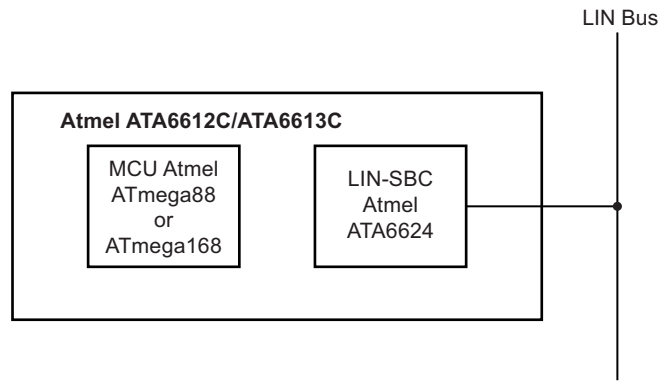 LIN Bus
Atmel ATA6612C/ATA6613C
MCU Atmel
ATmega88
or
ATmega168
LIN-SBC
Atmel
ATA6624